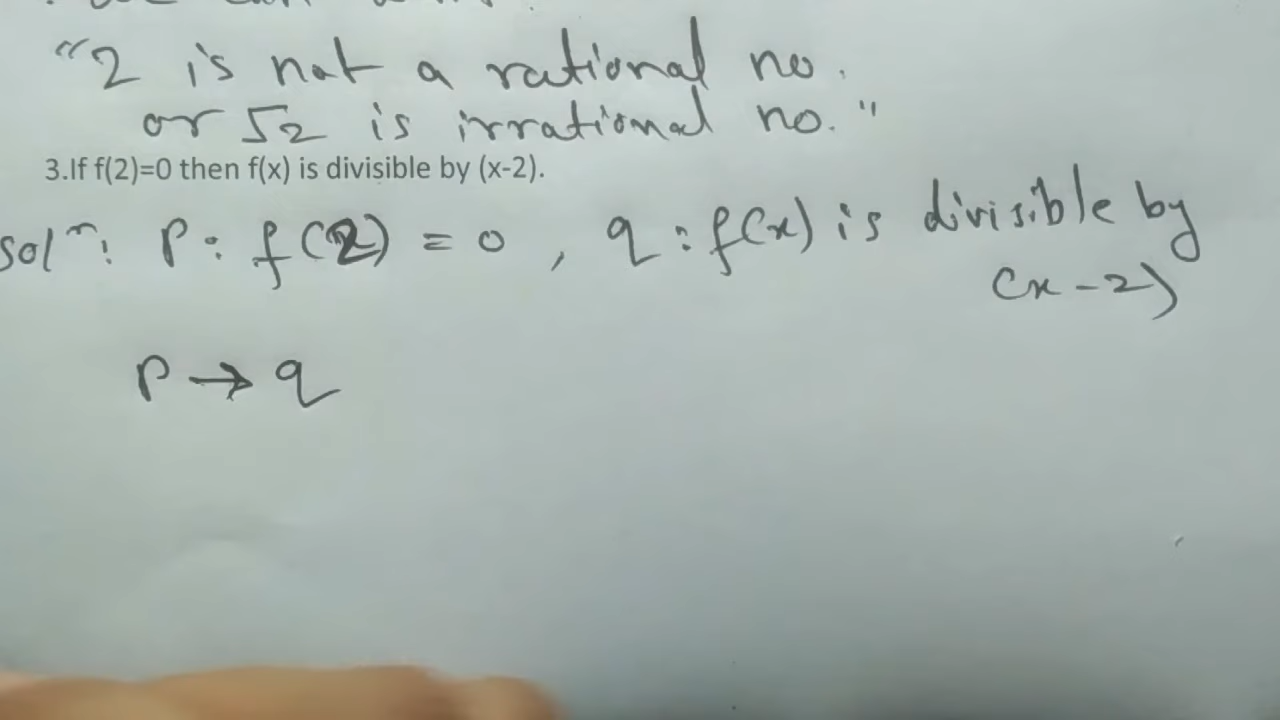 “2 is not a rational no.
or √2 is irrational no.”
3.If f(2)=0 then f(x) is divisible by (x-2).
Solⁿ: P: f(2) = 0 , q : f(x) is divisible by
(x-2)
P → q